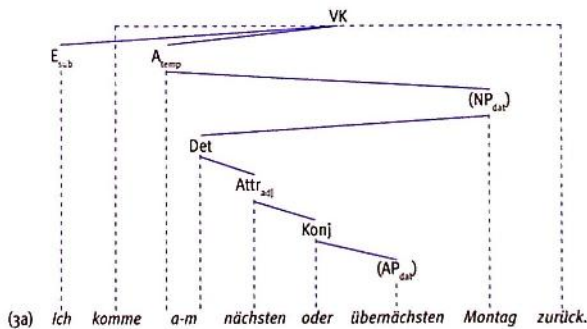 VK
E_sub A_temp
(NP_dat)
Det
Attr_adj
Konj
(AP_dat)
(3a) ich komme a-m nächsten oder übernächsten Montag zurück.